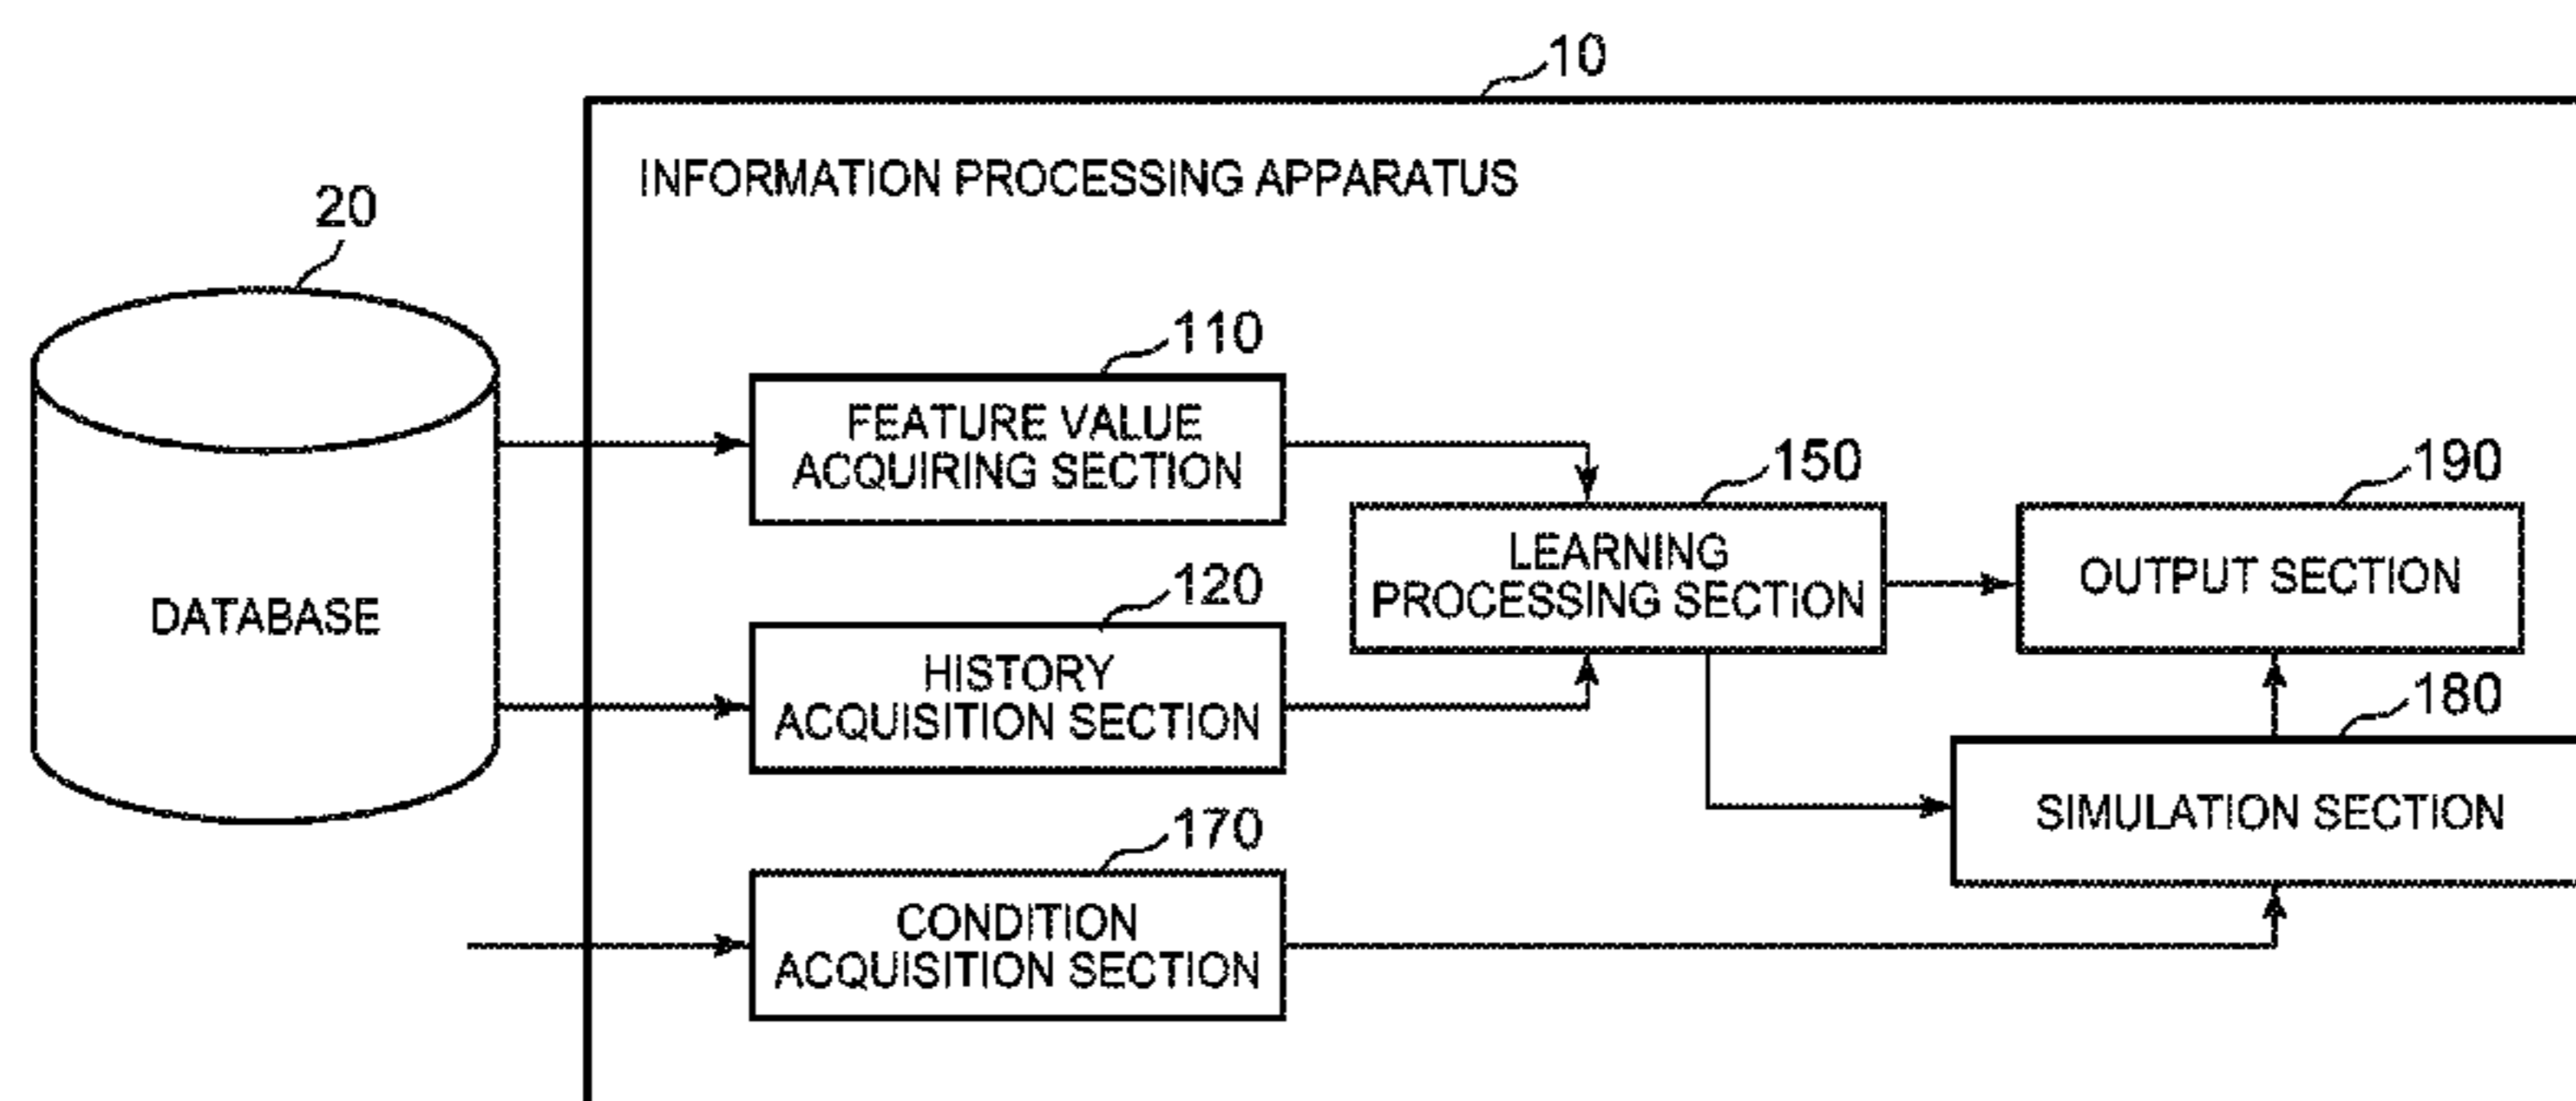 10
INFORMATION PROCESSING APPARATUS
20
DATABASE
110
FEATURE VALUE
ACQUIRING SECTION
120
HISTORY
ACQUISITION SECTION
170
CONDITION
ACQUISITION SECTION
150
LEARNING
PROCESSING SECTION
190
OUTPUT SECTION
180
SIMULATION SECTION